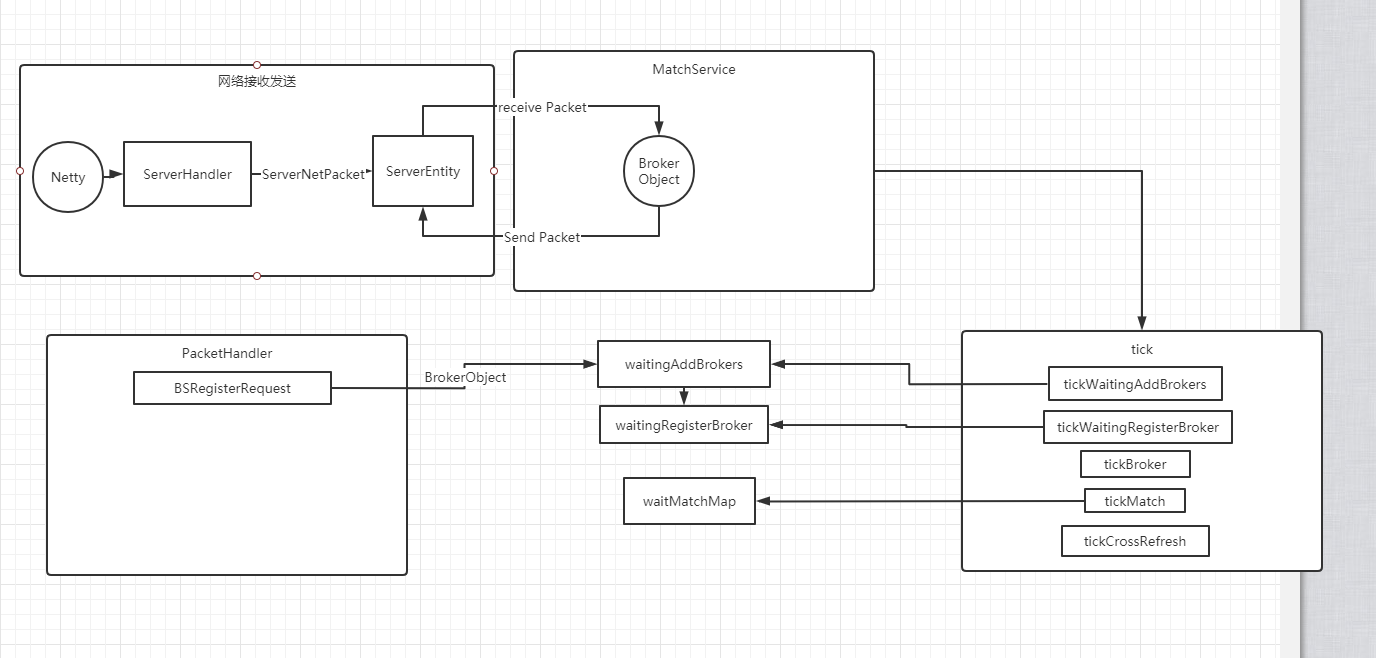 网络接收发送
MatchService
receive Packet
Netty
ServerHandler
ServerNetPacket
ServerEntity
Broker
Object
Send Packet
PacketHandler
BSRegisterRequest
BrokerObject
waitingAddBrokers
waitingRegisterBroker
waitMatchMap
tick
tickWaitingAddBrokers
tickWaitingRegisterBroker
tickBroker
tickMatch
tickCrossRefresh